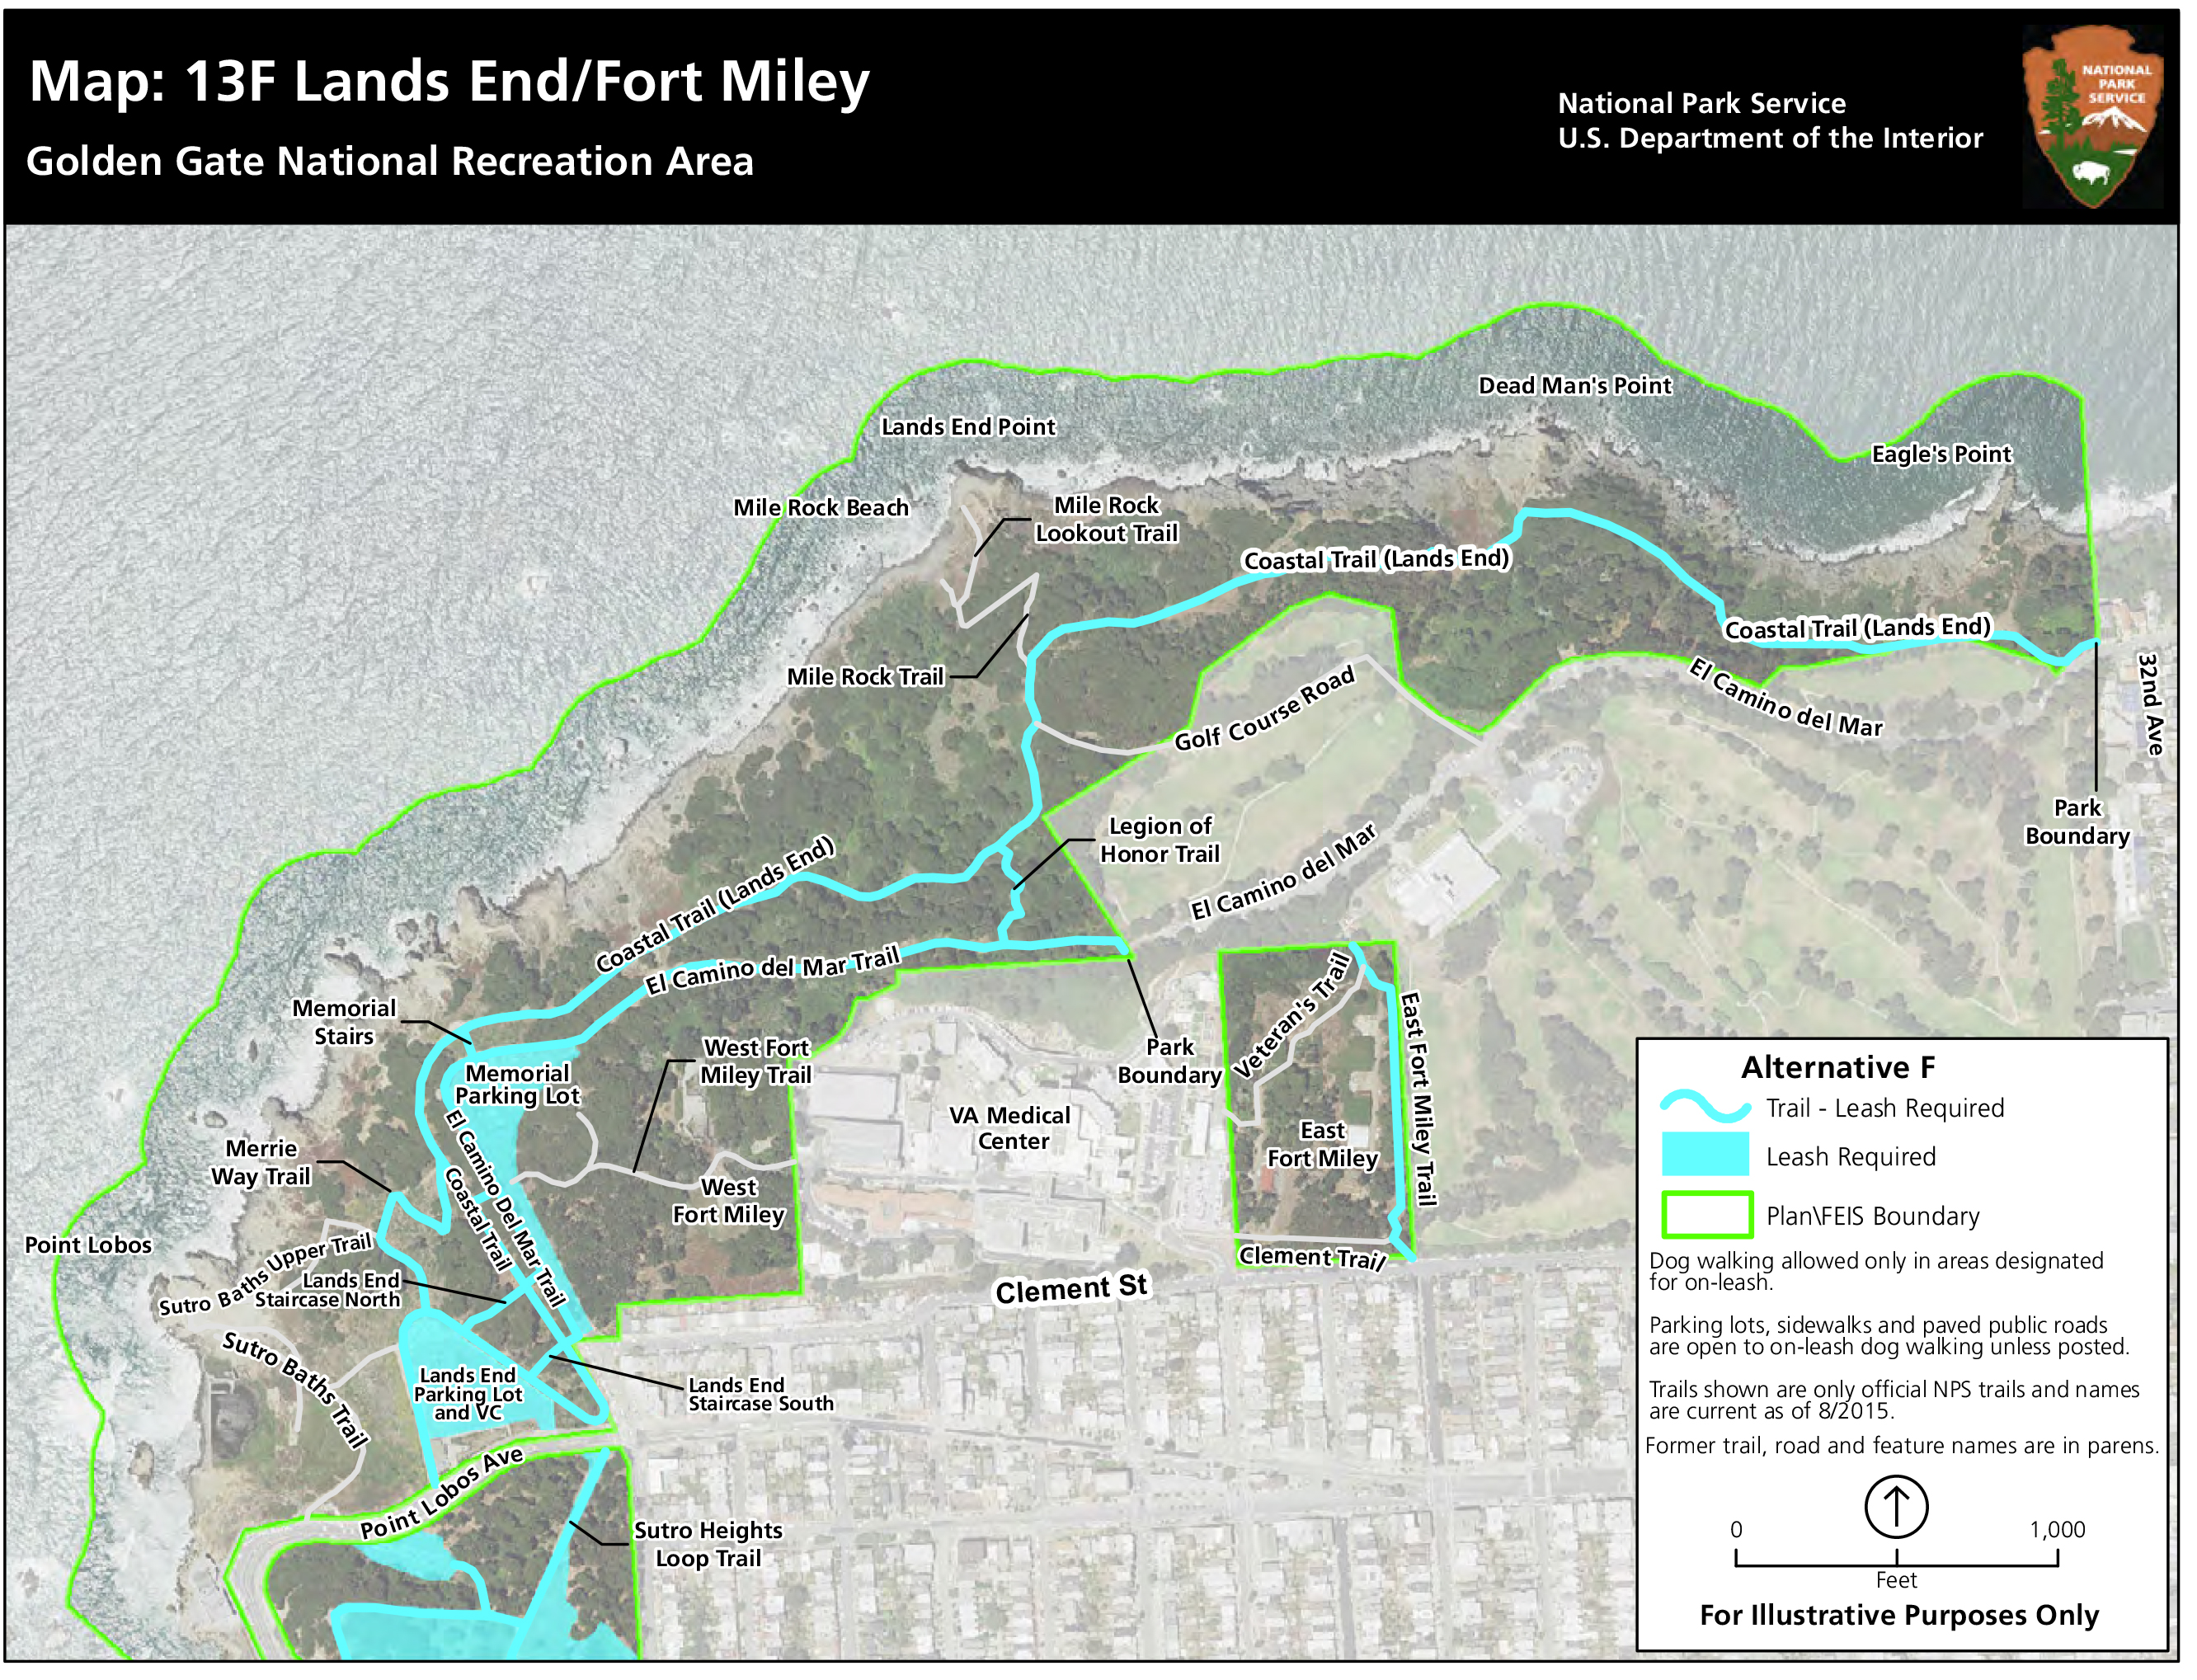 Map: 13F Lands End/Fort Miley
Golden Gate National Recreation Area
National Park Service
U.S. Department of the Interior
NATIONAL
PARK
SERVICE
Dead Man's Point
Lands End Point
Eagle's Point
Mile Rock Beach
Mile Rock
Lookout Trail
Coastal Trail (Lands End)
Coastal Trail (Lands End)
Mile Rock Trail
El Camino del Mar
32nd Ave
Golf Course Road
Park
Boundary
Legion of
Honor Trail
El Camino del Mar
Coastal Trail (Lands End)
El Camino del Mar Trail
Memorial
Stairs
Veteran's Trail
East Fort Miley Trail
West Fort
Miley Trail
Park
Boundary
Memorial
Parking Lot
VA Medical
Center
East
Fort Miley
Merrie
Way Trail
El Camino Del Mar Trail
Coastal Trail
West
Fort Miley
Point Lobos
Sutro Baths Upper Trail
Lands End
Staircase North
Clement Trail
Clement St
Sutro Baths Trail
Lands End
Parking Lot
and VC
Lands End
Staircase South
Point Lobos Ave
Sutro Heights
Loop Trail
Alternative F
Trail - Leash Required
Leash Required
Plan\FEIS Boundary
Dog walking allowed only in areas designated
for on-leash.
Parking lots, sidewalks and paved public roads
are open to on-leash dog walking unless posted.
Trails shown are only official NPS trails and names
are current as of 8/2015.
Former trail, road and feature names are in parens.
0 1,000
Feet
For Illustrative Purposes Only